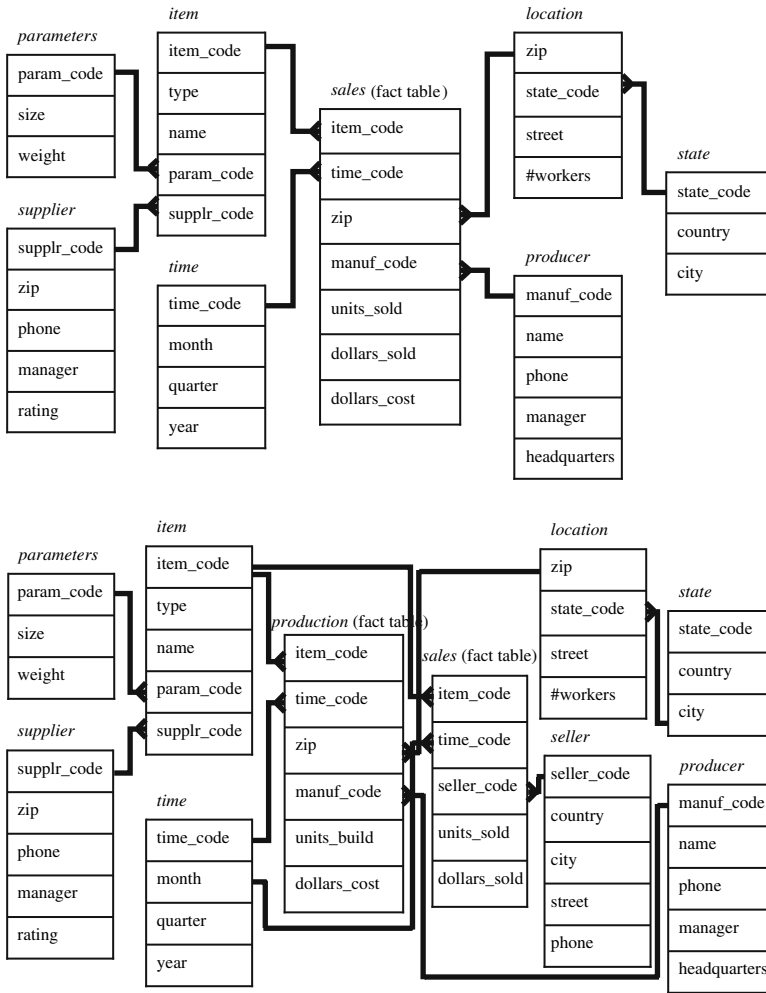 parameters
param_code
size
weight
supplier
supplr_code
zip
phone
manager
rating
item
item_code
type
name
param_code
supplr_code
time
time_code
month
quarter
year
sales (fact table)
item_code
time_code
zip
manuf_code
units_sold
dollars_sold
dollars_cost
location
zip
state_code
street
#workers
producer
manuf_code
name
phone
manager
headquarters
state
state_code
country
city
parameters
param_code
size
weight
supplier
supplr_code
zip
phone
manager
rating
item
item_code
type
name
param_code
supplr_code
time
time_code
month
quarter
year
production (fact table)
item_code
time_code
zip
manuf_code
units_build
dollars_cost
sales (fact table)
item_code
time_code
seller_code
units_sold
dollars_sold
location
zip
state_code
street
#workers
seller
seller_code
country
city
street
phone
state
state_code
country
city
producer
manuf_code
name
phone
manager
headquarters